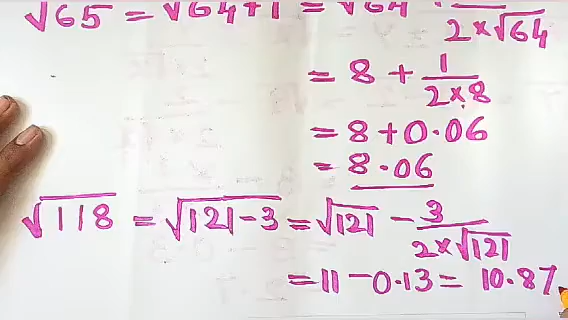 √65 = √64+1 = √64 + 1/(2×√64)
= 8 + 1/(2×8)
= 8+0.06
= 8.06
√118 = √(121-3) = √121 - 3/(2×√121)
= 11-0.13 = 10.87